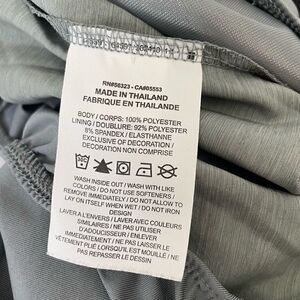 RN#56323 - CA#05553
MADE IN THAILAND
FABRIQUE EN THAILANDE
BODY / CORPS: 100% POLYESTER
LINING / DOUBLURE: 92% POLYESTER
8% SPANDEX / ELASTHANNE
EXCLUSIVE OF DECORATION /
DECORATION NON COMPRISE
WASH INSIDE OUT / WASH WITH LIKE
COLORS / DO NOT USE SOFTENERS /
REMOVE IMMEDIATELY / DO NOT ALLOW TO
LAY ON ITSELF WHEN WET / DO NOT IRON
DESIGN
LAVER A L'ENVERS / LAVER AVEC COULEURS
SIMILAIRES / NE PAS UTILISER
D'ADOUCISSEUR / ENLEVER
IMMEDIATEMENT / NE PAS LAISSER LE
VÊTEMENT PLIÉ LORSQU'IL EST MOUILLÉ / NE
PAS REPASSER LE DESSIN